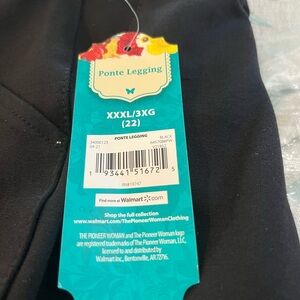 Ponte Legging
XXXL/3XG
(22)
PONTE LEGGING
BLACK
1 93441 51672 5
Find more at Walmart.com
Shop the full collection
www.walmart.com/ThePioneerWomanClothing
THE PIONEER WOMAN and The Pioneer Woman logo
are registered trademarks of The Pioneer Woman, LLC,
licensed to and distributed by
Walmart Inc., Bentonville, AR 72716.